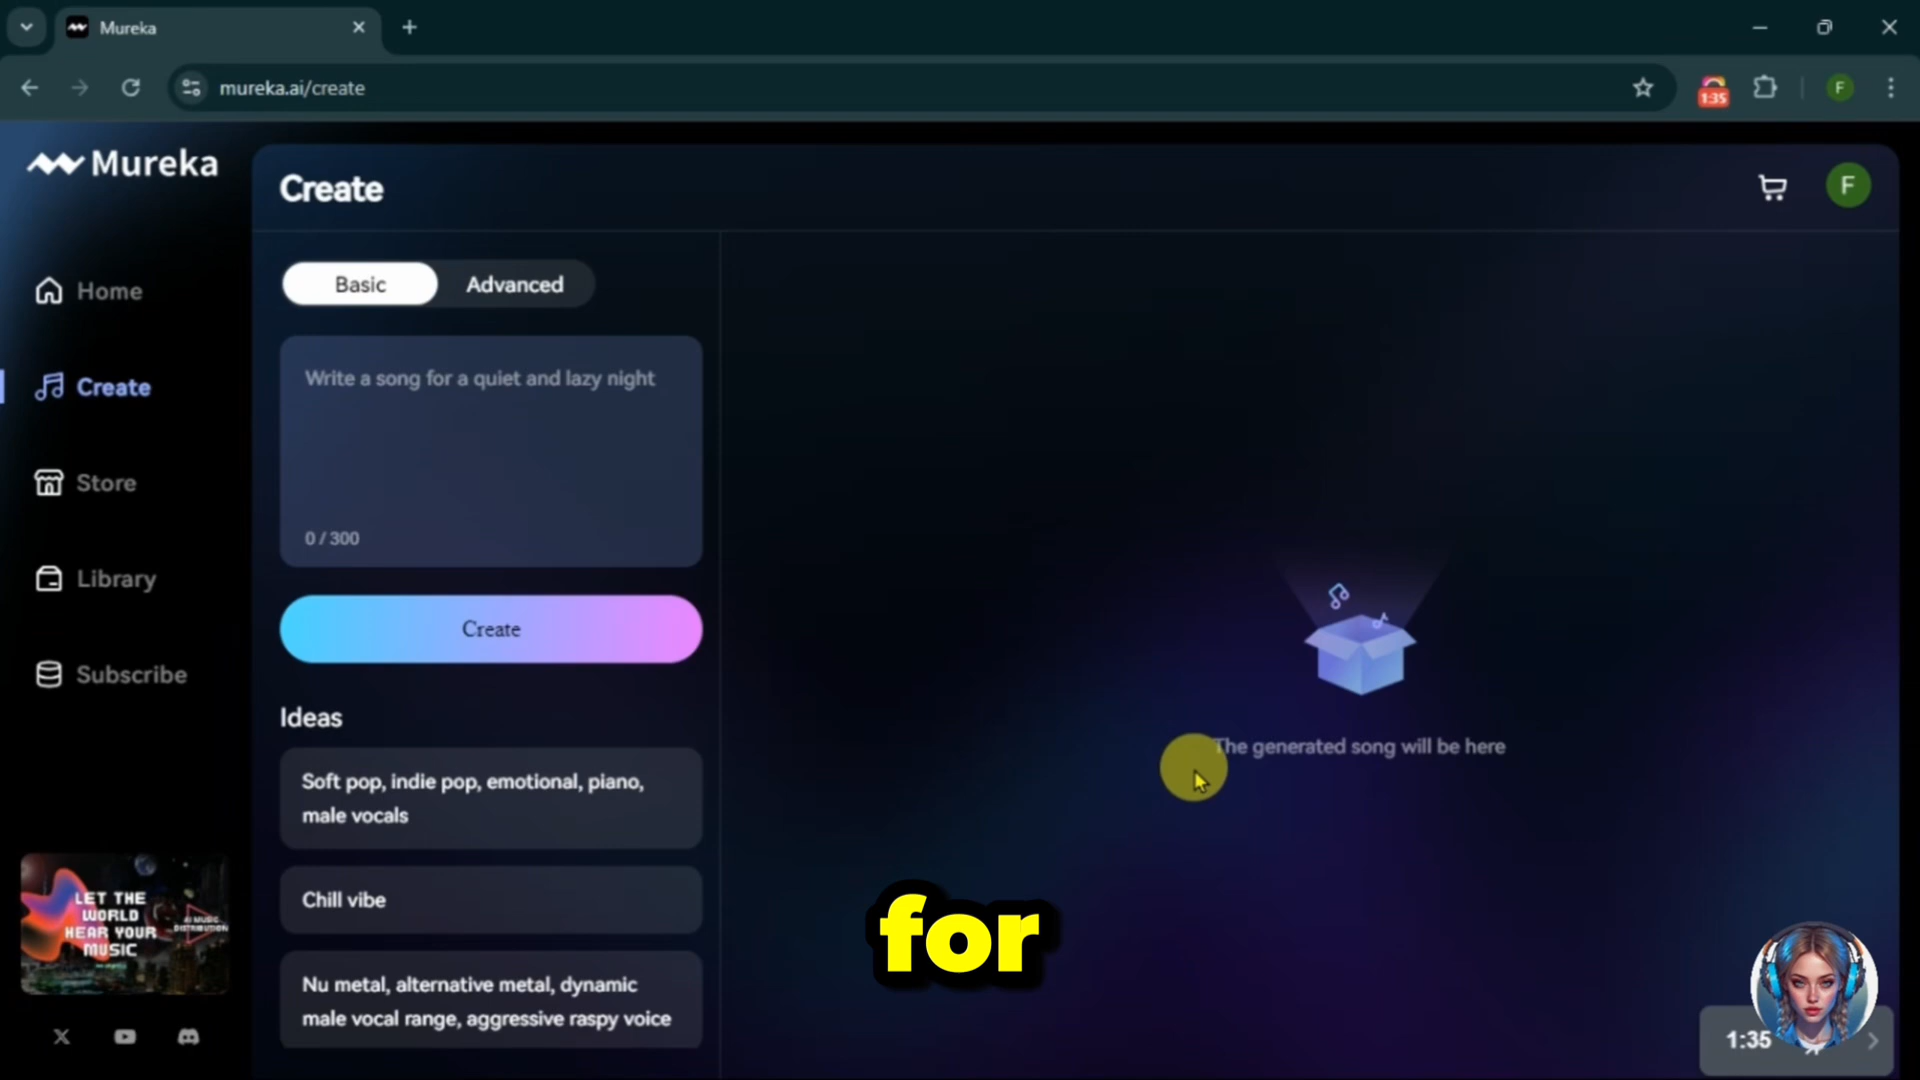 Mureka
mureka.ai/create
1:35
F
Mureka
Home
Create
Store
Library
Subscribe
LET THE
WORLD
HEAR YOUR
MUSIC
AI MUSIC
DISTRIBUTION
Create
F
Basic
Advanced
Write a song for a quiet and lazy night
0 / 300
Create
Ideas
Soft pop, indie pop, emotional, piano,
male vocals
Chill vibe
Nu metal, alternative metal, dynamic
male vocal range, aggressive raspy voice
The generated song will be here
for
1:35